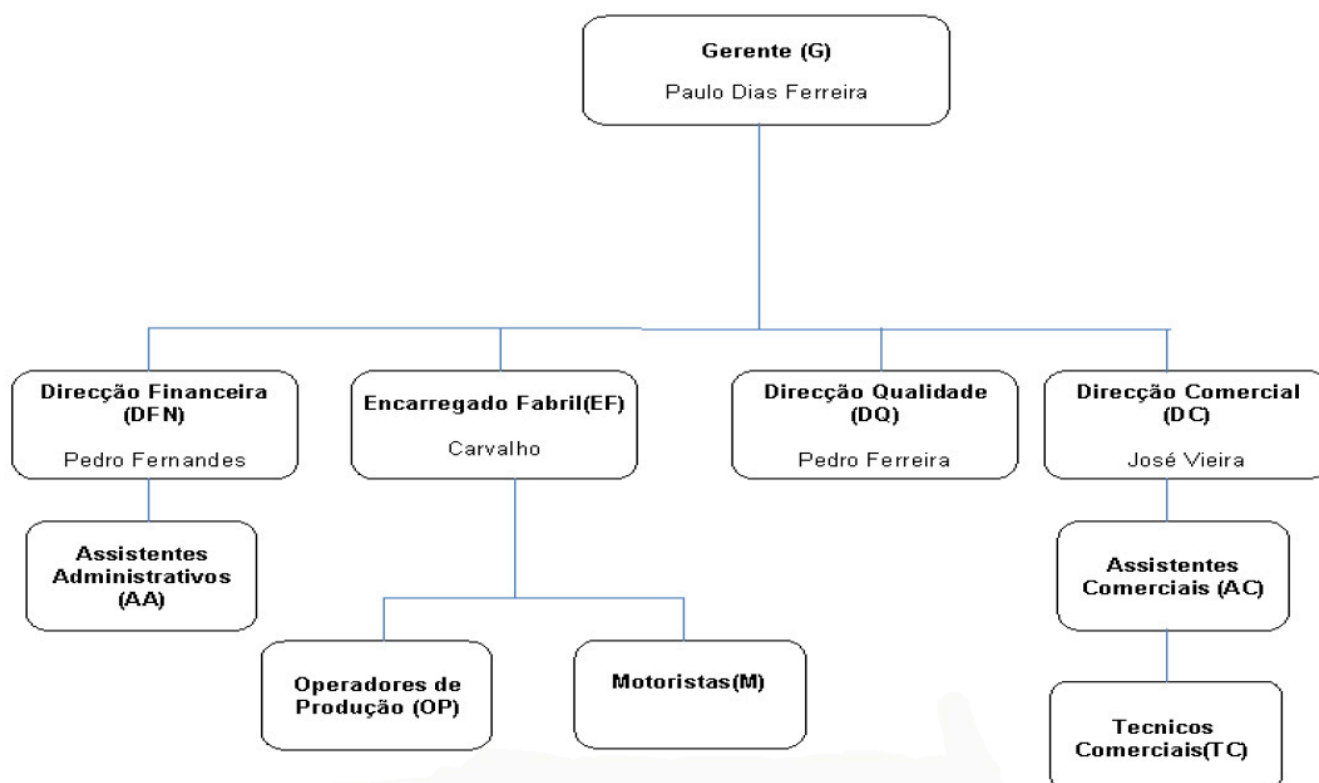 Gerente (G)
Paulo Dias Ferreira
Direcção Financeira
(DFN)
Pedro Fernandes
Encarregado Fabril(EF)
Carvalho
Direcção Qualidade
(DQ)
Pedro Ferreira
Direcção Comercial
(DC)
José Vieira
Assistentes
Administrativos
(AA)
Assistentes
Comerciais (AC)
Operadores de
Produção (OP)
Motoristas(M)
Tecnicos
Comerciais(TC)